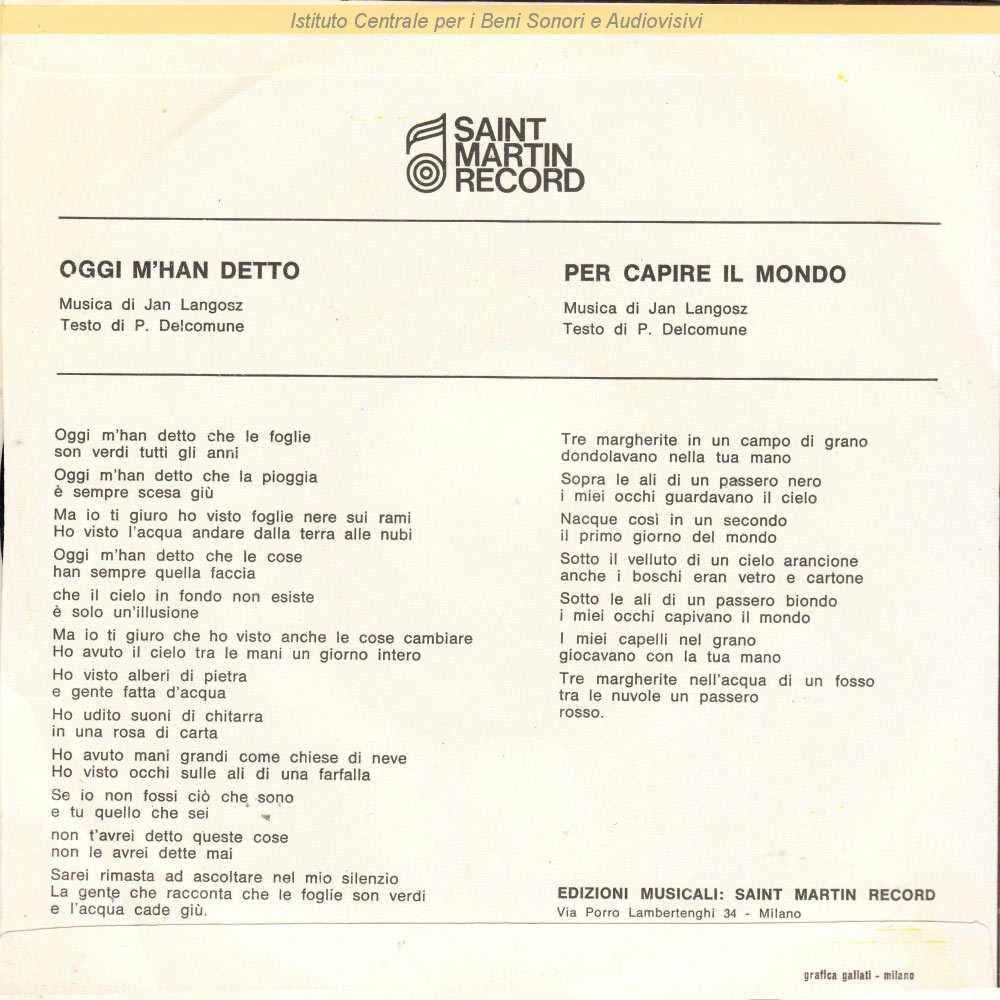 Istituto Centrale per i Beni Sonori e Audiovisivi
SAINT
MARTIN
RECORD
OGGI M'HAN DETTO
Musica di Jan Langosz
Testo di P. Delcomune
PER CAPIRE IL MONDO
Musica di Jan Langosz
Testo di P. Delcomune
Oggi m'han detto che le foglie
son verdi tutti gli anni
Oggi m'han detto che la pioggia
è sempre scesa giù
Ma io ti giuro ho visto foglie nere sui rami
Ho visto l'acqua andare dalla terra alle nubi
Oggi m'han detto che le cose
han sempre quella faccia
che il cielo in fondo non esiste
è solo un'illusione
Ma io ti giuro che ho visto anche le cose cambiare
Ho avuto il cielo tra le mani un giorno intero
Ho visto alberi di pietra
e gente fatta d'acqua
Ho udito suoni di chitarra
in una rosa di carta
Ho avuto mani grandi come chiese di neve
Ho visto occhi sulle ali di una farfalla
Se io non fossi ciò che sono
e tu quello che sei
non t'avrei detto queste cose
non le avrei dette mai
Sarei rimasta ad ascoltare nel mio silenzio
La gente che racconta che le foglie son verdi
e l'acqua cade giù.
Tre margherite in un campo di grano
dondolavano nella tua mano
Sopra le ali di un passero nero
i miei occhi guardavano il cielo
Nacque così in un secondo
il primo giorno del mondo
Sotto il velluto di un cielo arancione
anche i boschi eran vetro e cartone
Sotto le ali di un passero biondo
i miei occhi capivano il mondo
I miei capelli nel grano
giocavano con la tua mano
Tre margherite nell'acqua di un fosso
tra le nuvole un passero
rosso.
EDIZIONI MUSICALI: SAINT MARTIN RECORD
Via Porro Lambertenghi 34 - Milano
grafica gallati - milano